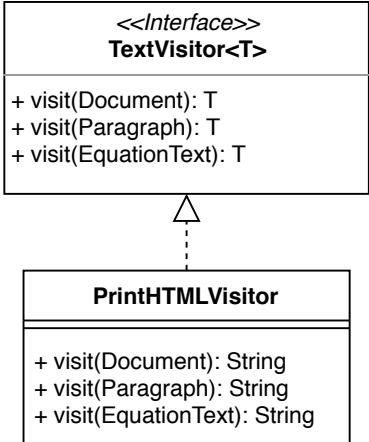 <<Interface>>
TextVisitor<T>
+ visit(Document): T
+ visit(Paragraph): T
+ visit(EquationText): T
PrintHTMLVisitor
+ visit(Document): String
+ visit(Paragraph): String
+ visit(EquationText): String